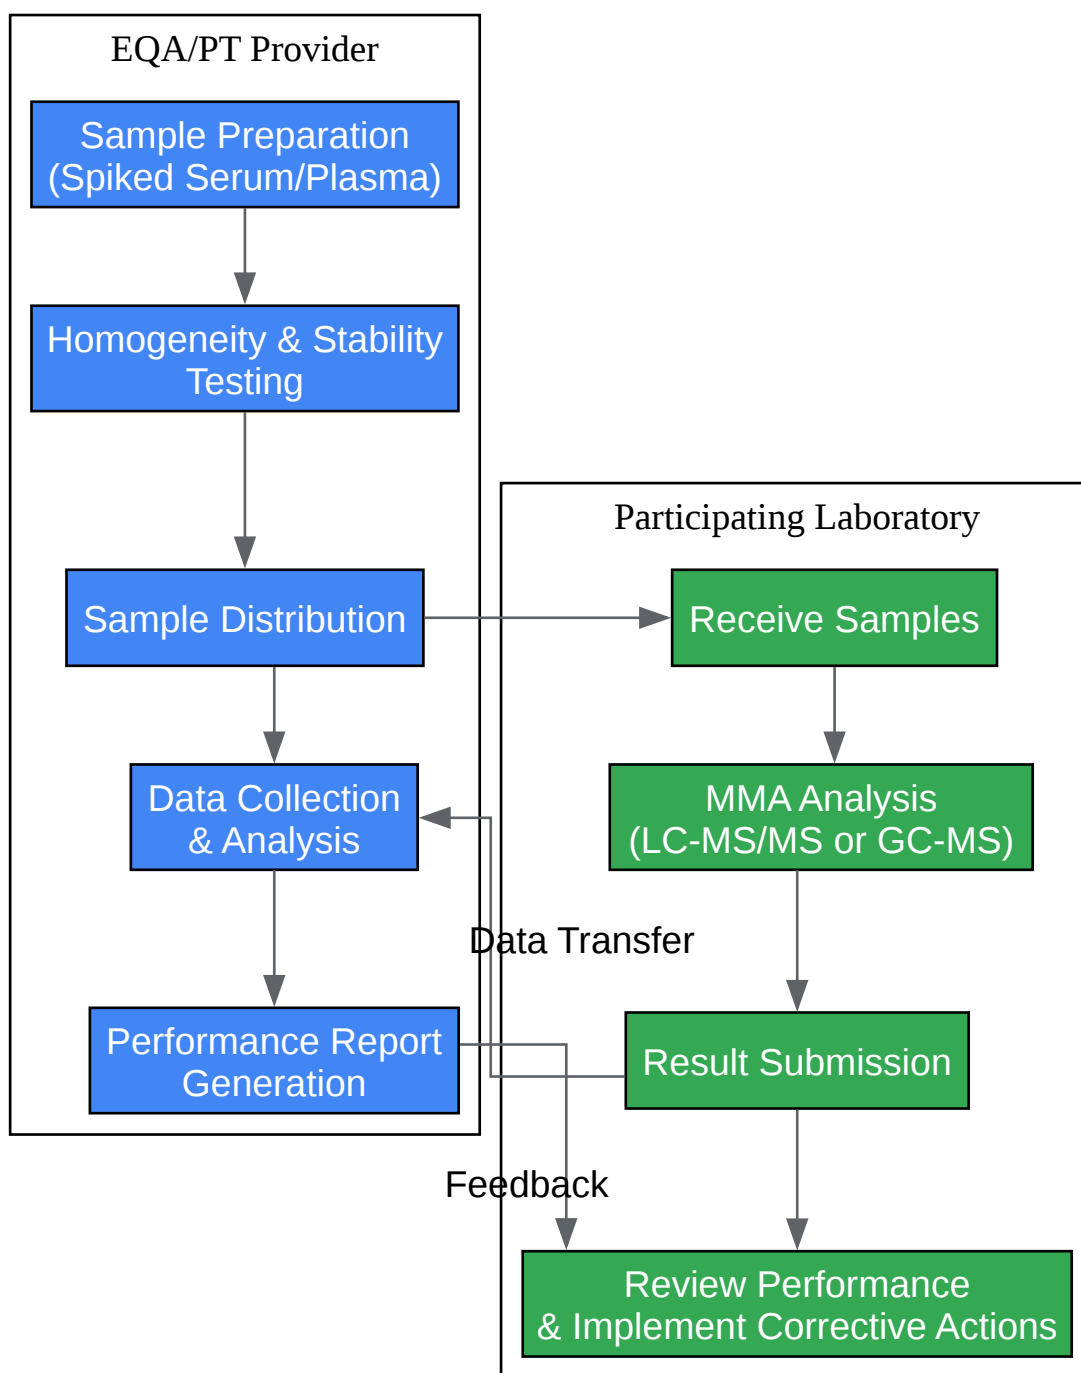 EQA/PT Provider
Sample Preparation
(Spiked Serum/Plasma)
Homogeneity & Stability
Testing
Sample Distribution
Data Collection
& Analysis
Performance Report
Generation
Participating Laboratory
Receive Samples
MMA Analysis
(LC-MS/MS or GC-MS)
Data Transfer
Result Submission
Feedback
Review Performance
& Implement Corrective Actions